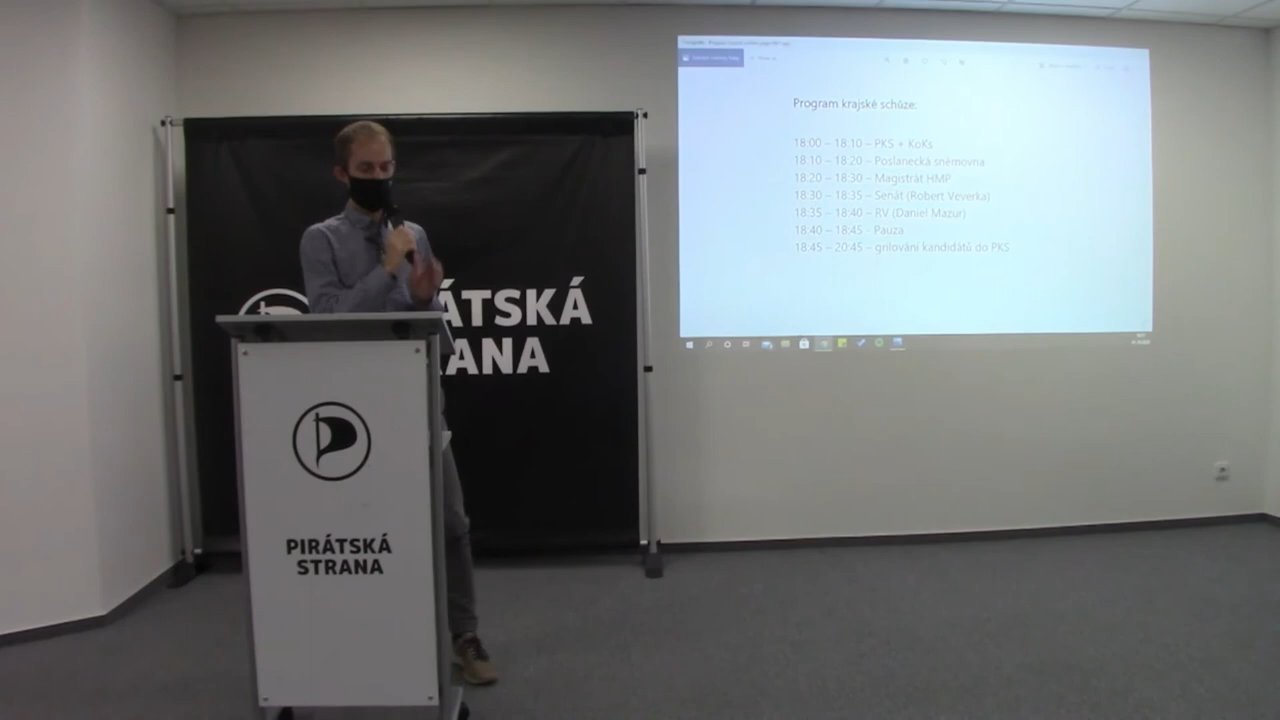 Program krajské schůze:
18:00 – 18:10 – PKS + KoKs
18:10 – 18:20 – Poslanecká sněmovna
18:20 – 18:30 – Magistrát HMP
18:30 – 18:35 – Senát (Robert Veverka)
18:35 – 18:40 – RV (Daniel Mazur)
18:40 – 18:45 - Pauza
18:45 – 20:45 – grilování kandidátů do PKS
ÁTSKÁ
ANA
PIRÁTSKÁ
STRANA